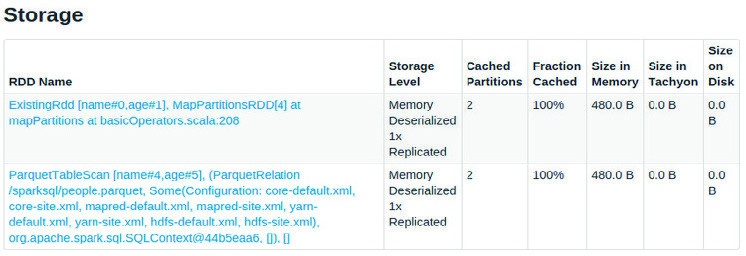 Storage
RDD Name
Storage Level
Cached Partitions
Fraction Cached
Size in Memory
Size in Tachyon
Size on Disk
ExistingRdd [name#0,age#1], MapPartitionsRDD[4] at
mapPartitions at basicOperators.scala:208
Memory
Deserialized
1x
Replicated
2
100%
480.0 B
0.0 B
0.0
B
ParquetTableScan [name#4,age#5], (ParquetRelation
/sparksql/people.parquet, Some(Configuration: core-default.xml,
core-site.xml, mapred-default.xml, mapred-site.xml, yarn-
default.xml, yarn-site.xml, hdfs-default.xml, hdfs-site.xml),
org.apache.spark.sql.SQLContext@44b5eaa6, []), []
Memory
Deserialized
1x
Replicated
2
100%
480.0 B
0.0 B
0.0
B